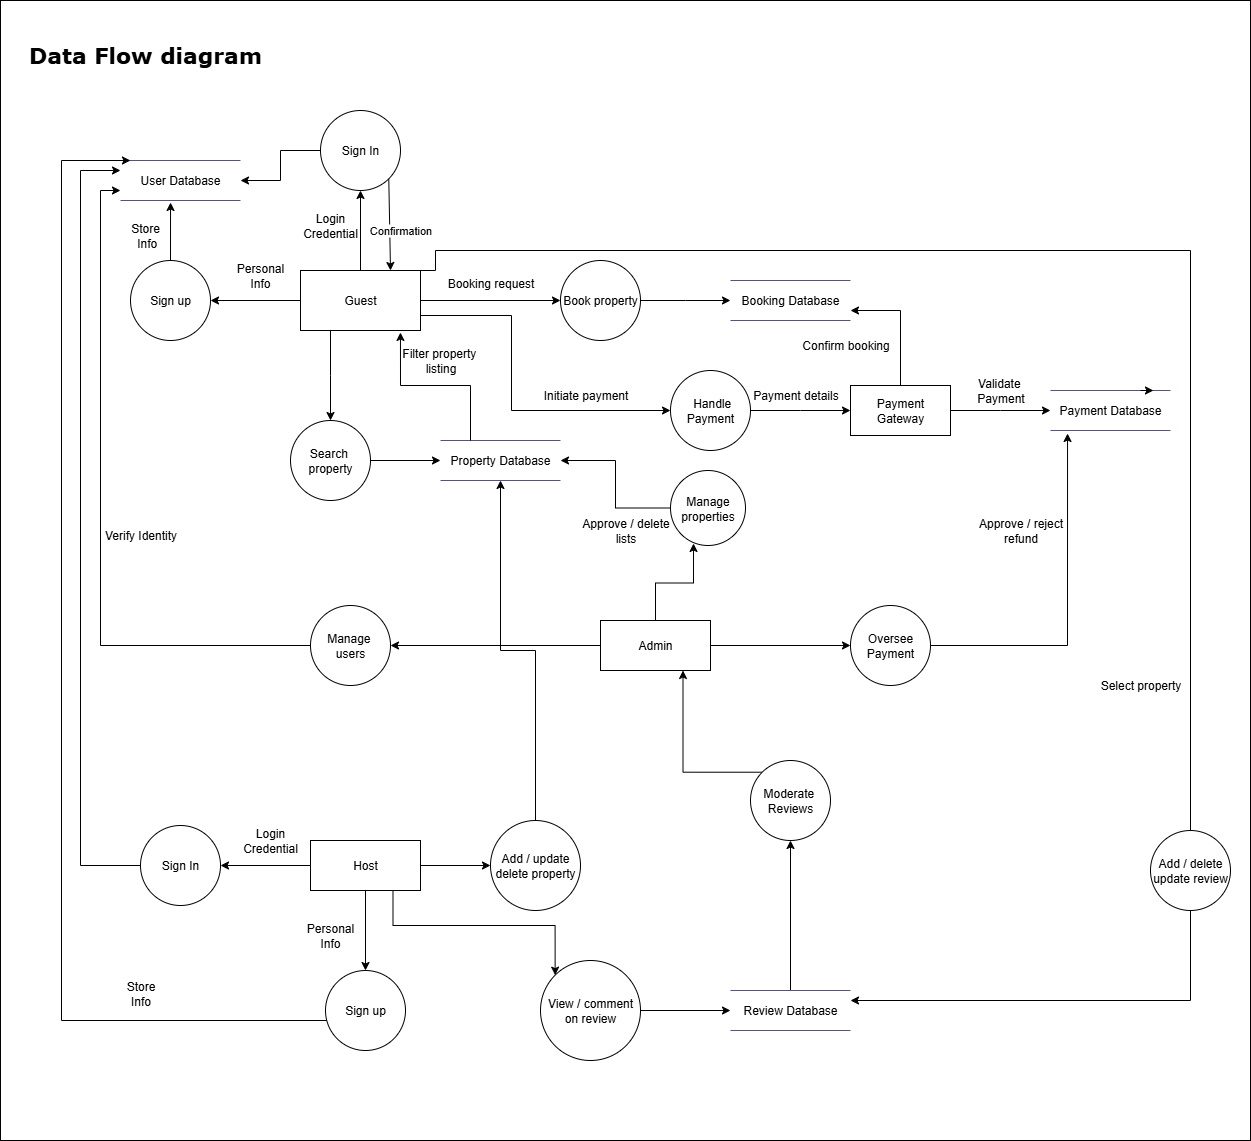 Data Flow diagram
Sign In
User Database
Store
Info
Login
Credential
Confirmation
Personal
Info
Sign up
Guest
Booking request
Book property
Booking Database
Filter property
listing
Confirm booking
Initiate payment
Handle
Payment
Payment details
Payment
Gateway
Validate
Payment
Payment Database
Search
property
Property Database
Manage
properties
Approve / delete
lists
Approve / reject
refund
Verify Identity
Manage
users
Admin
Oversee
Payment
Select property
Moderate
Reviews
Login
Credential
Sign In
Host
Add / update
delete property
Add / delete
update review
Personal
Info
Store
Info
Sign up
View / comment
on review
Review Database